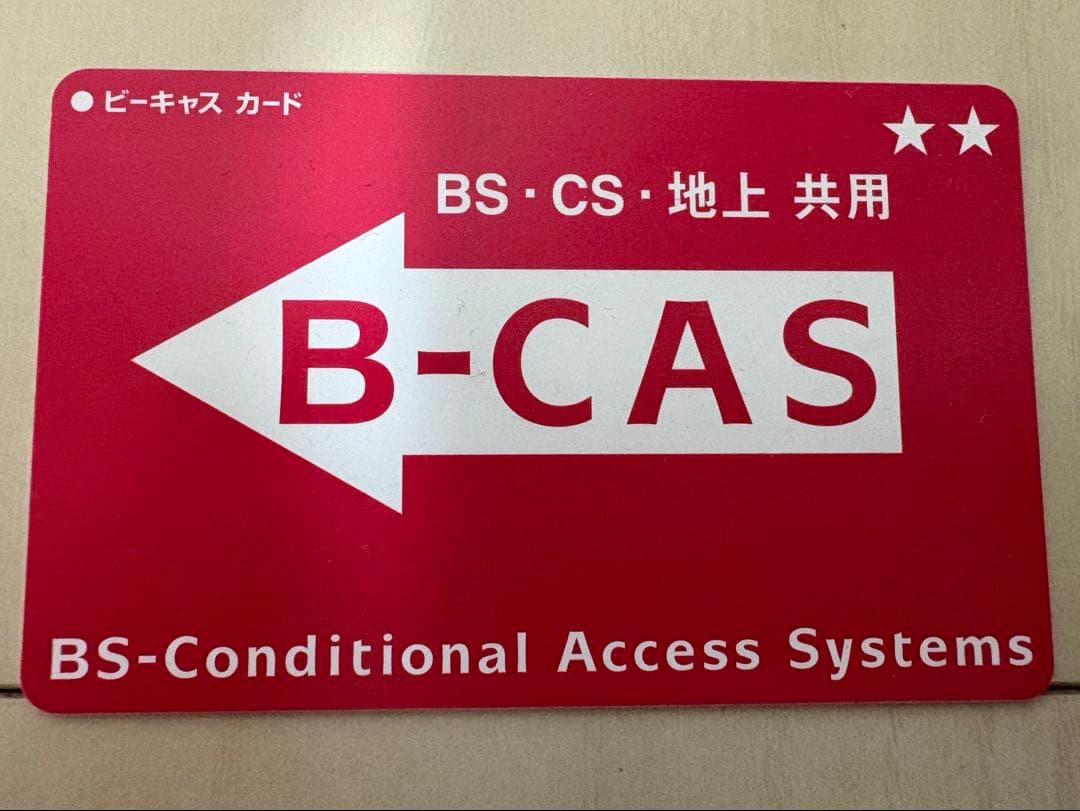 ● ビーキャス カード
★ ★
BS・CS・地上 共用
B-CAS
BS-Conditional Access Systems